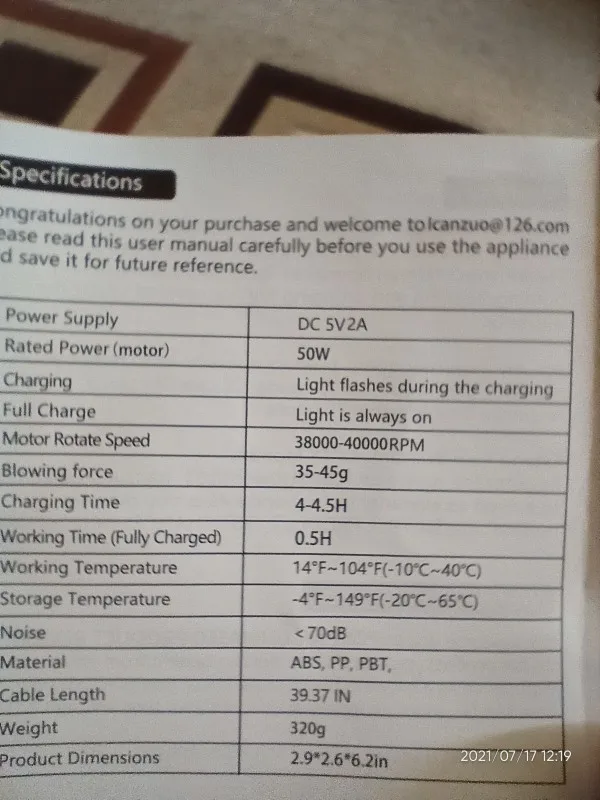 Specifications
ongratulations on your purchase and welcome to lcanzuo@126.com
ease read this user manual carefully before you use the appliance
d save it for future reference.
Power Supply DC 5V2A
Rated Power (motor) 50W
Charging Light flashes during the charging
Full Charge Light is always on
Motor Rotate Speed 38000-40000RPM
Blowing force 35-45g
Charging Time 4-4.5H
Working Time (Fully Charged) 0.5H
Working Temperature 14°F~104°F(-10°C~40°C)
Storage Temperature -4°F~149°F(-20°C~65°C)
Noise <70dB
Material ABS, PP, PBT,
Cable Length 39.37 IN
Weight 320g
Product Dimensions 2.9*2.6*6.2in
2021/07/17 12:19